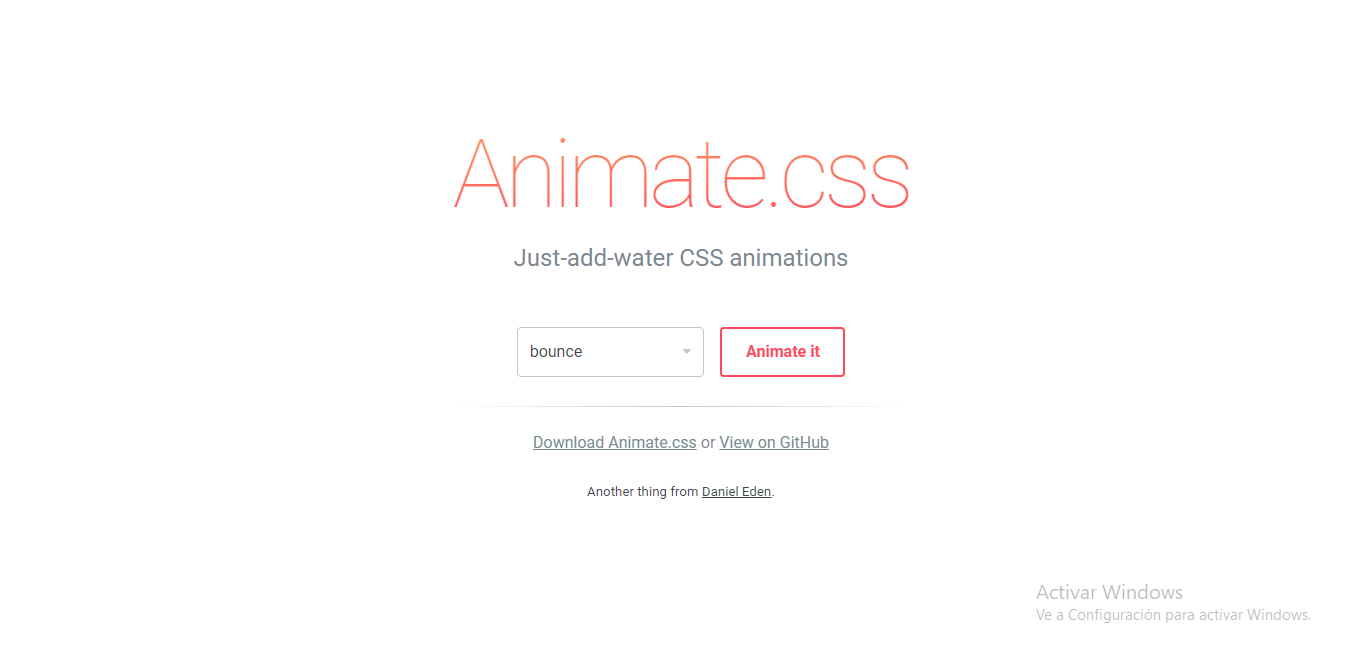 Animate.css
Just-add-water CSS animations
bounce
Animate it
Download Animate.css or View on GitHub
Another thing from Daniel Eden.
Activar Windows
Ve a Configuración para activar Windows.